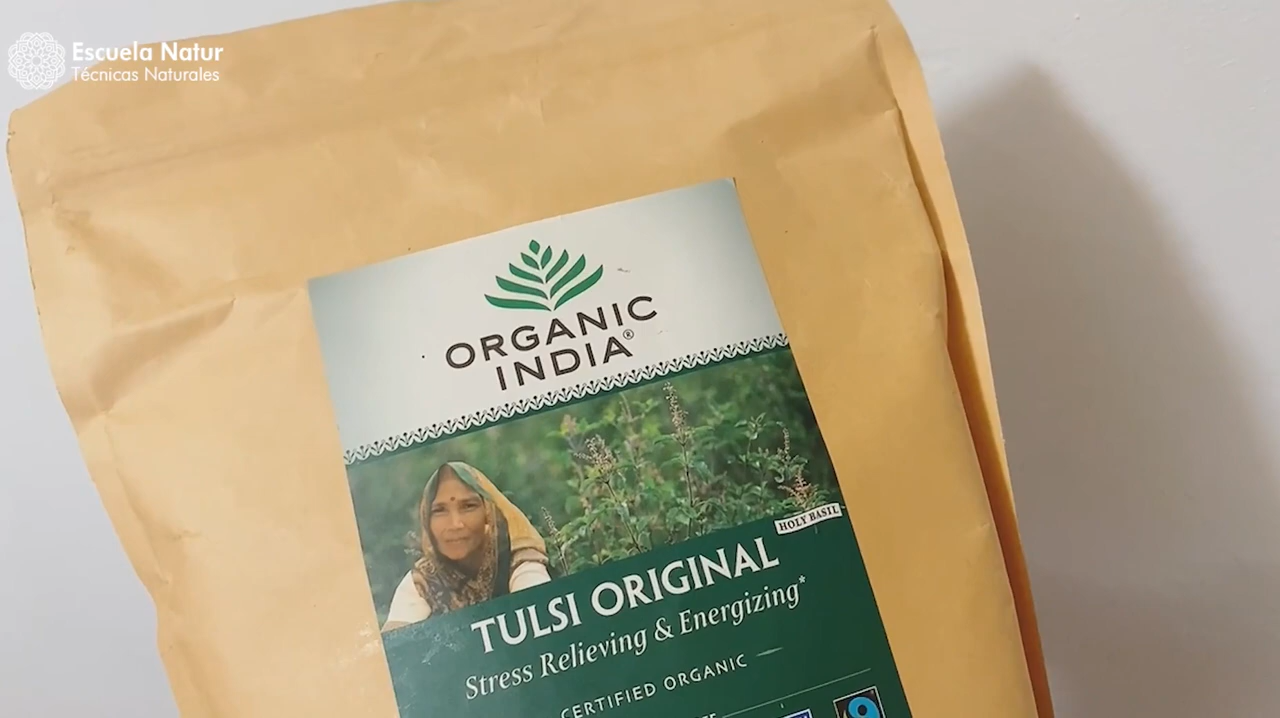 Escuela Natur
Técnicas Naturales
ORGANIC
INDIA®
HOLY BASIL
TULSI ORIGINAL
Stress Relieving & Energizing*
CERTIFIED ORGANIC